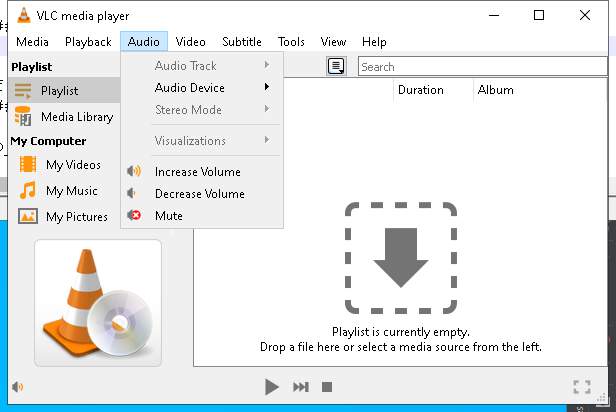 VLC media player
Media Playback Audio Video Subtitle Tools View Help
Playlist
Playlist
Media Library
My Computer
My Videos
My Music
My Pictures
Audio Track
Audio Device
Stereo Mode
Visualizations
Increase Volume
Decrease Volume
Mute
Search
Duration Album
Playlist is currently empty.
Drop a file here or select a media source from the left.